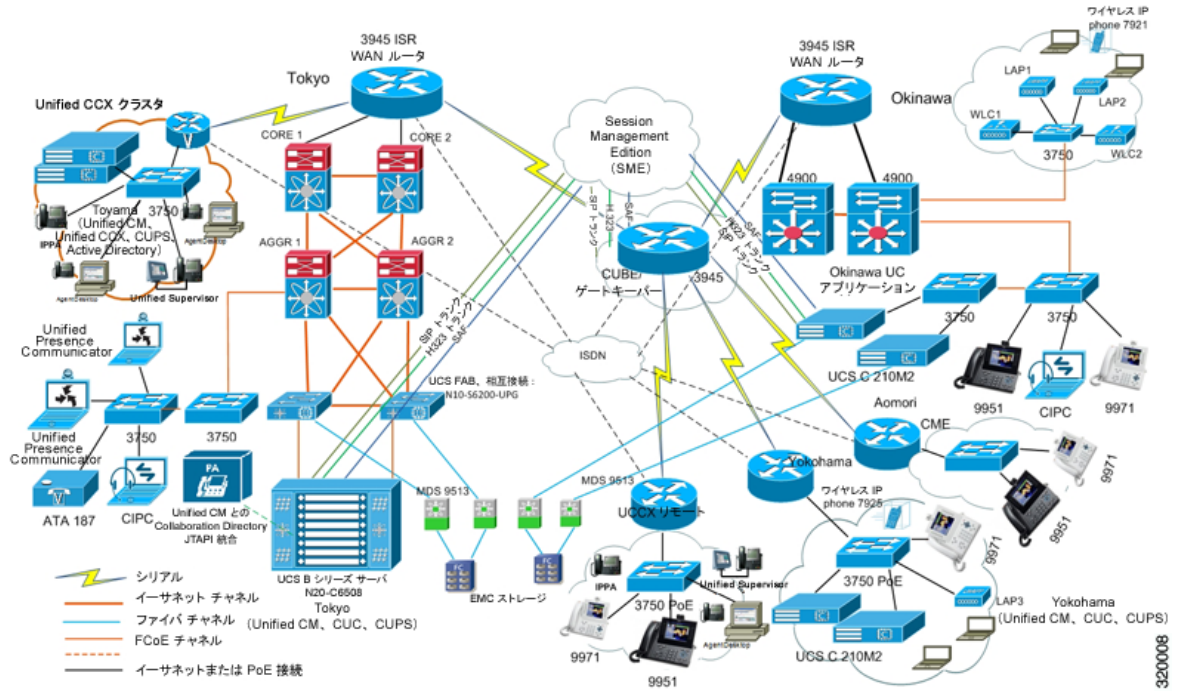 3945 ISR
WAN ルータ
Tokyo
Unified CCX クラスタ
CORE 1
CORE 2
Toyama
3750
(Unified CM、
Unified CCX、CUPS、
Active Directory)
IPPA
AgentDesktop
AgentDesktop
Unified Supervisor
AGGR 1
AGGR 2
Session
Management
Edition
(SME)
SIP トランク
H.323
SAF
CUBE/
ゲートキーパー
3945
SAF
H323 トランク
SIP トランク
3945 ISR
WAN ルータ
Okinawa
ワイヤレス IP
phone 7921
LAP1
LAP2
WLC1
WLC2
3750
4900
4900
Okinawa UC
アプリケーション
3750
3750
UCS C 210M2
9951
CIPC
9971
SIP トランク
H323 トランク
SAF
ISDN
Unified
Presence
Communicator
Unified
Presence
Communicator
3750
3750
ATA 187
CIPC
PA
Unified CM との
Collaboration Directory
JTAPI 統合
UCS FAB、相互接続 :
N10-S6200-UPG
UCS B シリーズ サーバ
N20-C6508
Tokyo
(Unified CM、CUC、CUPS)
MDS 9513
MDS 9513
FC
FC
EMC ストレージ
UCCX リモート
IPPA
Unified Supervisor
3750 PoE
AgentDesktop
9971
9951
Aomori
CME
9971
9951
Yokohama
ワイヤレス IP
phone 7925
9971
3750 PoE
LAP3
UCS C 210M2
Yokohama
(Unified CM、CUC、CUPS)
シリアル
イーサネット チャネル
ファイバ チャネル
FCoE チャネル
イーサネットまたは PoE 接続
320008